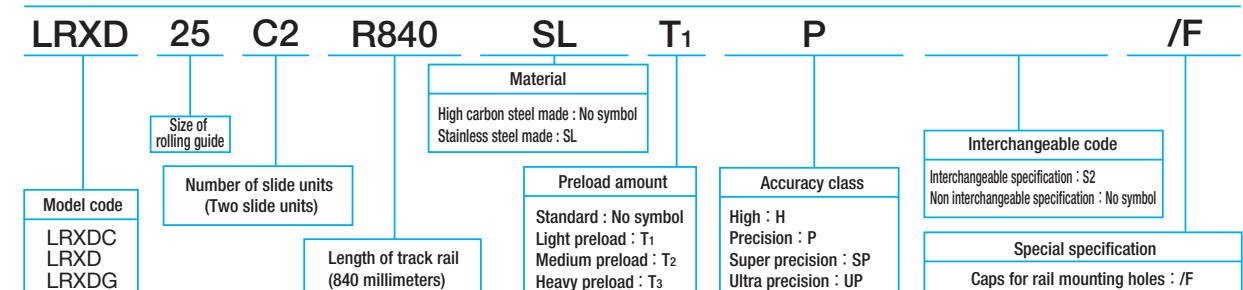 LRXD 25 C2 R840 SL T1 P /F
Material
High carbon steel made : No symbol
Stainless steel made : SL
Size of
rolling guide
Interchangeable code
Interchangeable specification : S2
Non interchangeable specification : No symbol
Number of slide units
(Two slide units)
Preload amount
Standard : No symbol
Light preload : T1
Medium preload : T2
Heavy preload : T3
Accuracy class
High : H
Precision : P
Super precision : SP
Ultra precision : UP
Model code
LRXDC
LRXD
LRXDG
Length of track rail
(840 millimeters)
Special specification
Caps for rail mounting holes : /F